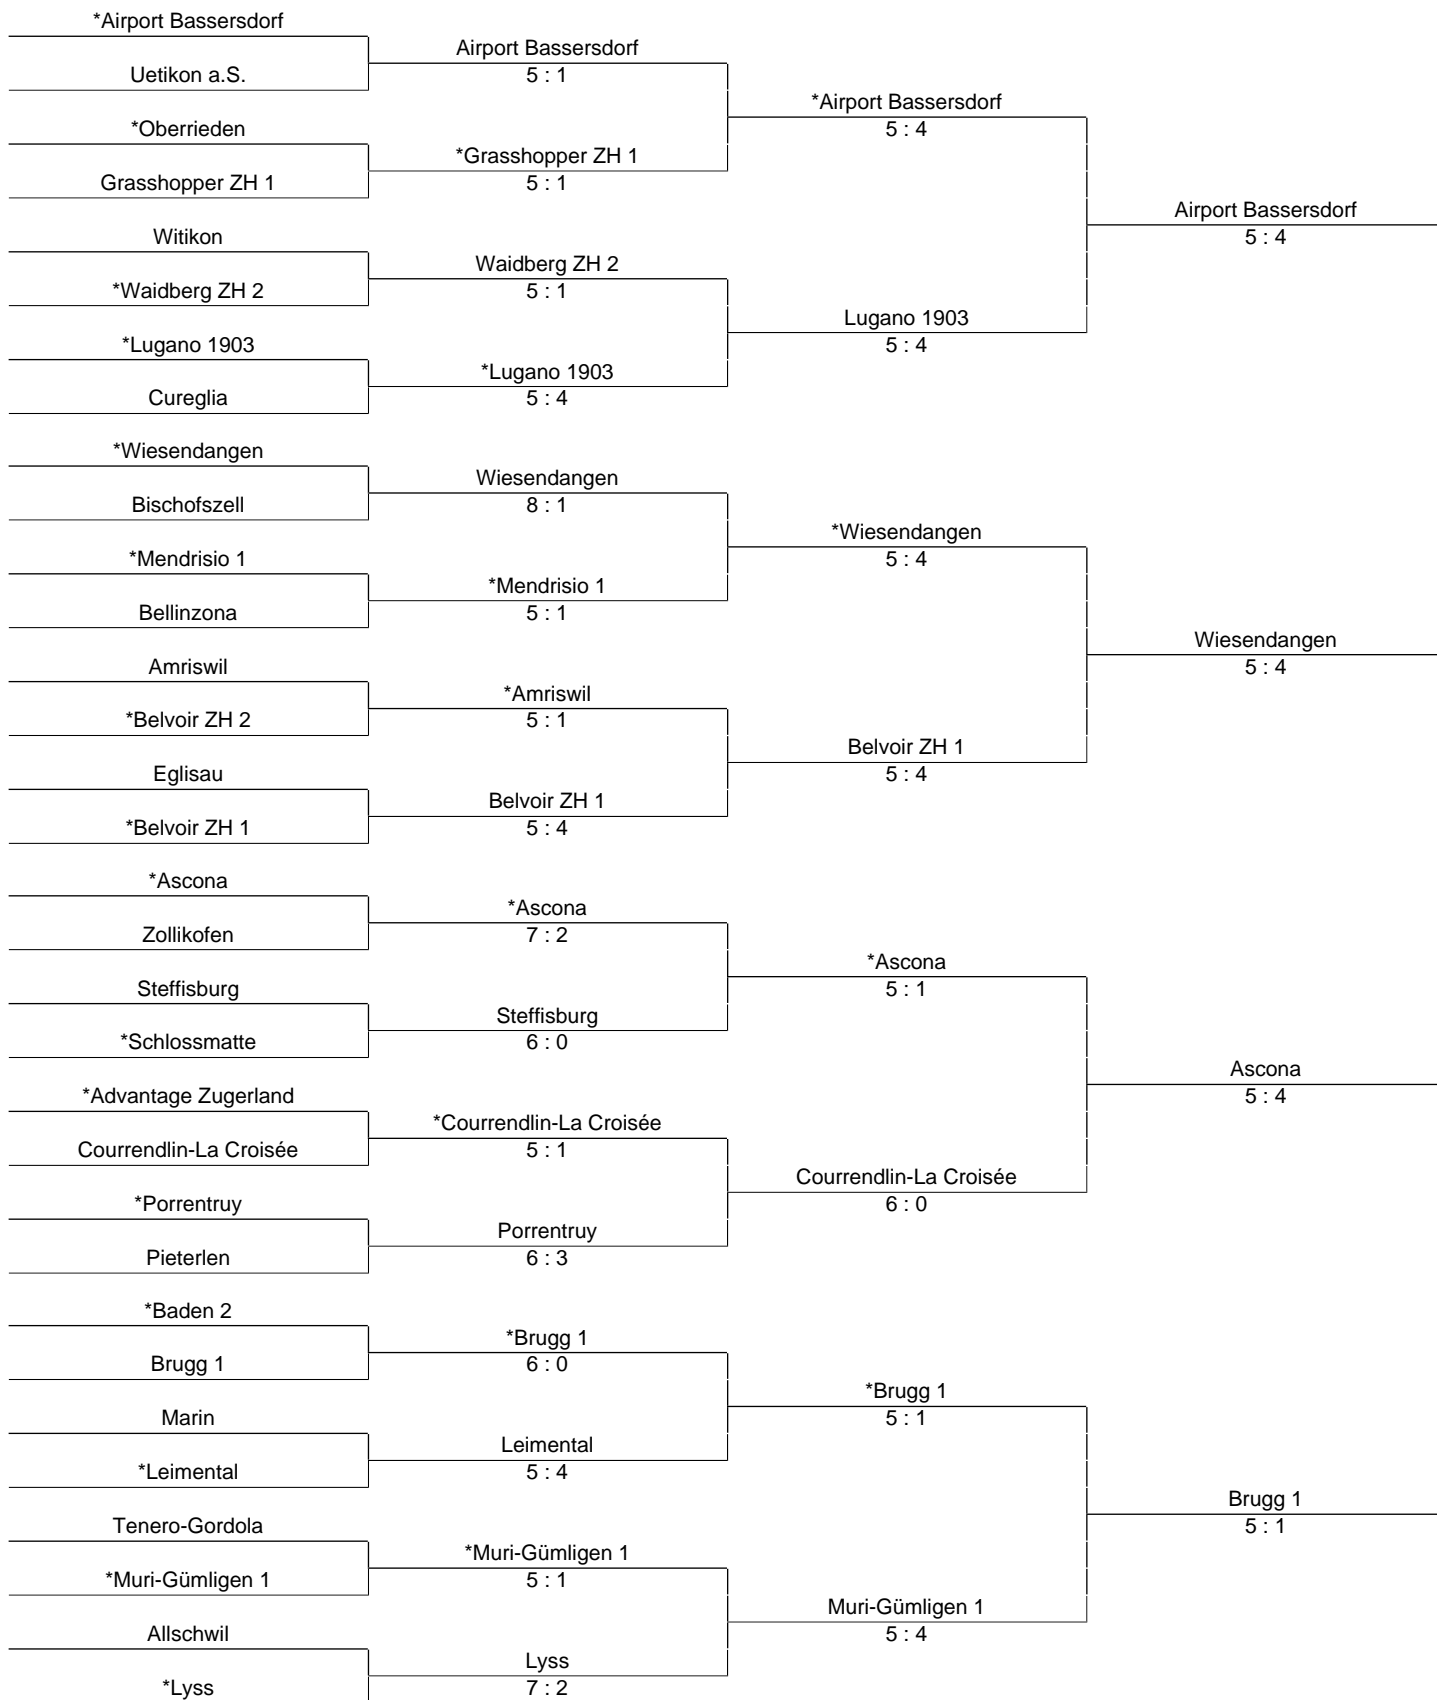 *Airport Bassersdorf
Uetikon a.S.
*Oberrieden
Grasshopper ZH 1
Witikon
*Waidberg ZH 2
*Lugano 1903
Cureglia
*Wiesendangen
Bischofszell
*Mendrisio 1
Bellinzona
Amriswil
*Belvoir ZH 2
Eglisau
*Belvoir ZH 1
*Ascona
Zollikofen
Steffisburg
*Schlossmatte
*Advantage Zugerland
Courrendlin-La Croisée
*Porrentruy
Pieterlen
*Baden 2
Brugg 1
Marin
*Leimental
Tenero-Gordola
*Muri-Gümligen 1
Allschwil
*Lyss
Airport Bassersdorf
5 : 1
*Grasshopper ZH 1
5 : 1
Waidberg ZH 2
5 : 1
*Lugano 1903
5 : 4
Wiesendangen
8 : 1
*Mendrisio 1
5 : 1
*Amriswil
5 : 1
Belvoir ZH 1
5 : 4
*Ascona
7 : 2
Steffisburg
6 : 0
*Courrendlin-La Croisée
5 : 1
Porrentruy
6 : 3
*Brugg 1
6 : 0
Leimental
5 : 4
*Muri-Gümligen 1
5 : 1
Lyss
7 : 2
*Airport Bassersdorf
5 : 4
Lugano 1903
5 : 4
*Wiesendangen
5 : 4
Belvoir ZH 1
5 : 4
*Ascona
5 : 1
Courrendlin-La Croisée
6 : 0
*Brugg 1
5 : 1
Muri-Gümligen 1
5 : 4
Airport Bassersdorf
5 : 4
Wiesendangen
5 : 4
Ascona
5 : 4
Brugg 1
5 : 1